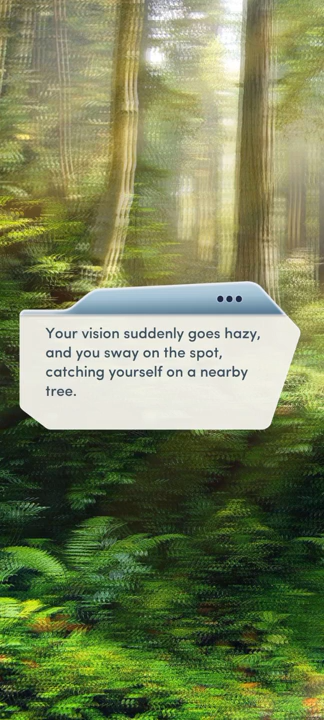 Your vision suddenly goes hazy,
and you sway on the spot,
catching yourself on a nearby
tree.